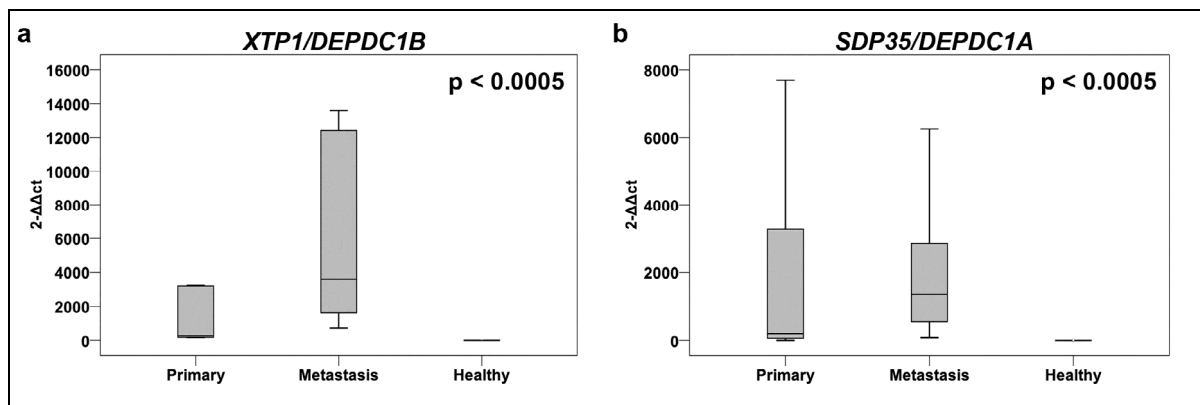 a
XTP1/DEPDC1B
p < 0.0005
16000
14000
12000
10000
8000
6000
4000
2000
0
2-ΔΔct
Primary Metastasis Healthy
b
SDP35/DEPDC1A
p < 0.0005
8000
6000
4000
2000
0
2-ΔΔct
Primary Metastasis Healthy